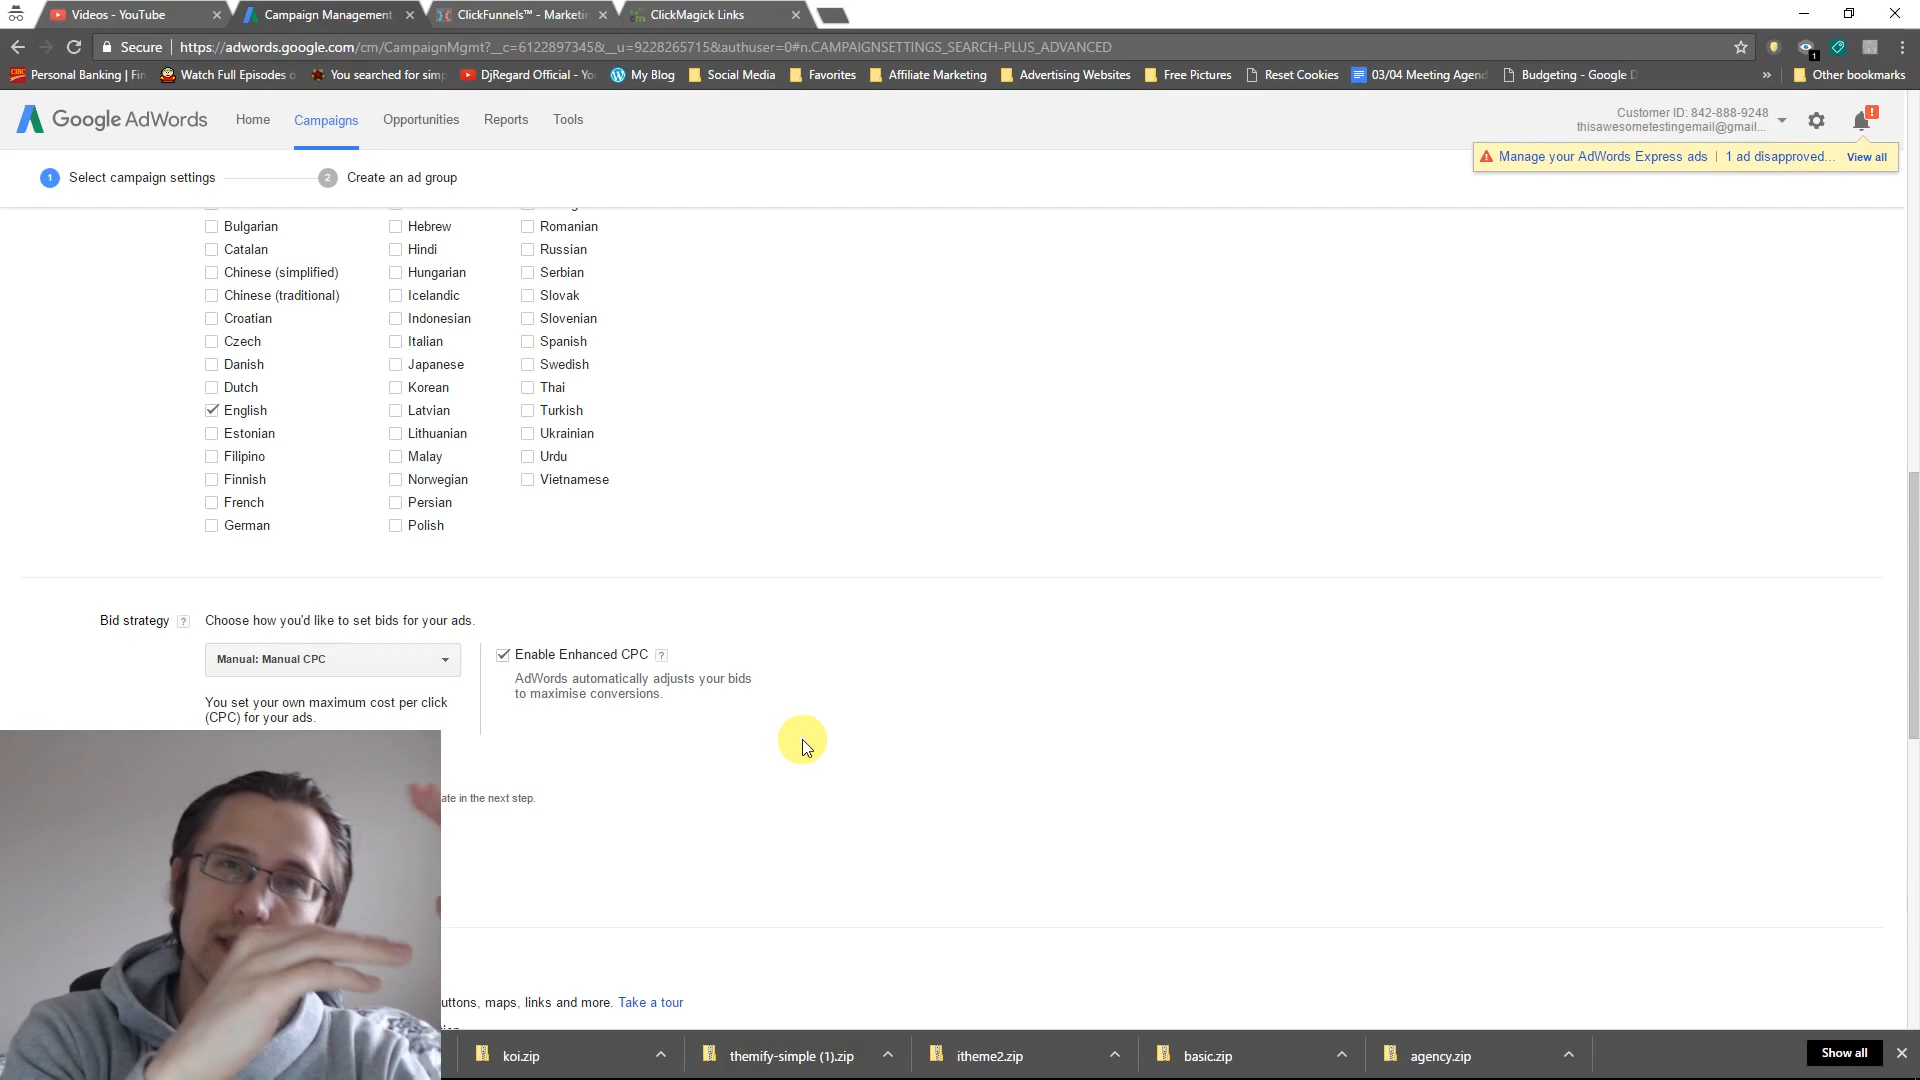 Videos - YouTube
Campaign Management
ClickFunnels™ - Marketin
ClickMagick Links
Secure
https://adwords.google.com/cm/CampaignMgmt?__c=6122897345&__u=9228265715&authuser=0#n.CAMPAIGNSETTINGS_SEARCH-PLUS_ADVANCED
1
CIBC Personal Banking | Fin
Watch Full Episodes o
You searched for simp
DjRegard Official - Yo
My Blog
Social Media
Favorites
Affiliate Marketing
Advertising Websites
Free Pictures
Reset Cookies
03/04 Meeting Agend
Budgeting - Google D
»
Other bookmarks
Google AdWords
Home
Campaigns
Opportunities
Reports
Tools
Customer ID: 842-888-9248
thisawesometestingemail@gmail...
!
Manage your AdWords Express ads | 1 ad disapproved... View all
1 Select campaign settings
2 Create an ad group
Bulgarian
Hebrew
Romanian
Catalan
Hindi
Russian
Chinese (simplified)
Hungarian
Serbian
Chinese (traditional)
Icelandic
Slovak
Croatian
Indonesian
Slovenian
Czech
Italian
Spanish
Danish
Japanese
Swedish
Dutch
Korean
Thai
English
Latvian
Turkish
Estonian
Lithuanian
Ukrainian
Filipino
Malay
Urdu
Finnish
Norwegian
Vietnamese
French
Persian
German
Polish
Bid strategy ? Choose how you'd like to set bids for your ads.
Manual: Manual CPC
Enable Enhanced CPC ?
AdWords automatically adjusts your bids
to maximise conversions.
You set your own maximum cost per click
(CPC) for your ads.
ate in the next step.
uttons, maps, links and more. Take a tour
koi.zip
themify-simple (1).zip
itheme2.zip
basic.zip
agency.zip
Show all